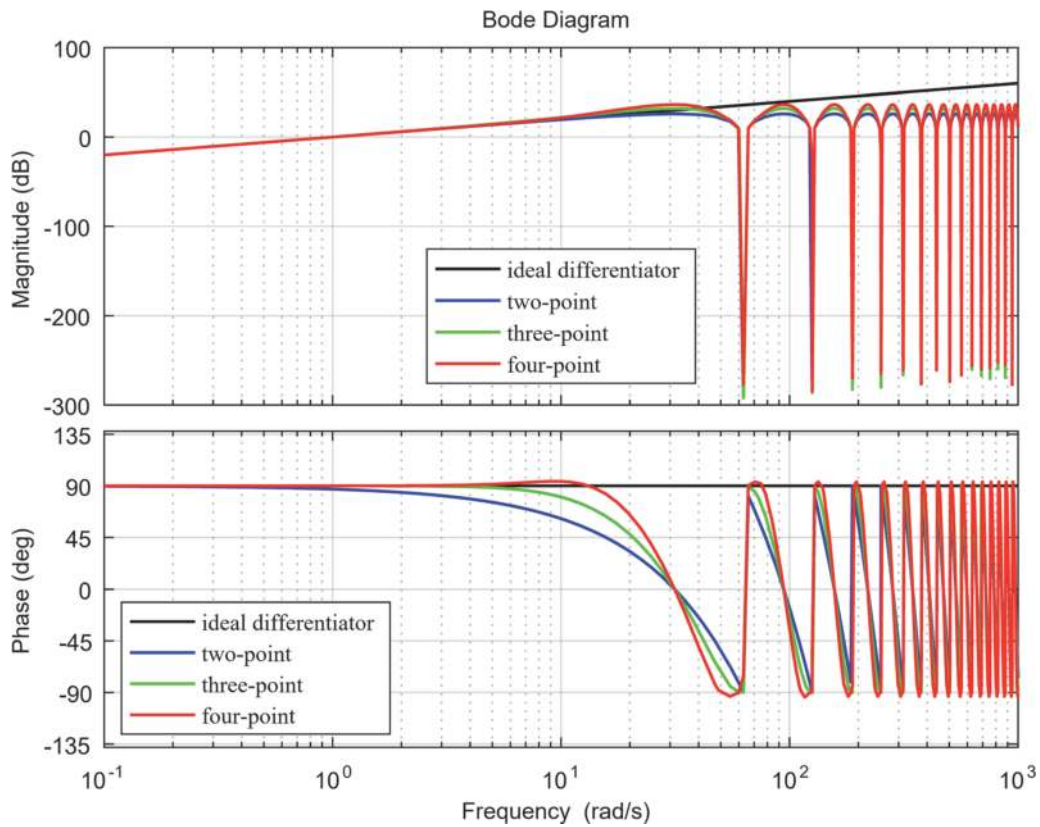 Bode Diagram
100
0
-100
-200
-300
Magnitude (dB)
ideal differentiator
two-point
three-point
four-point
135
90
45
0
-45
-90
-135
Phase (deg)
ideal differentiator
two-point
three-point
four-point
10⁻¹ 10⁰ 10¹ 10² 10³
Frequency (rad/s)